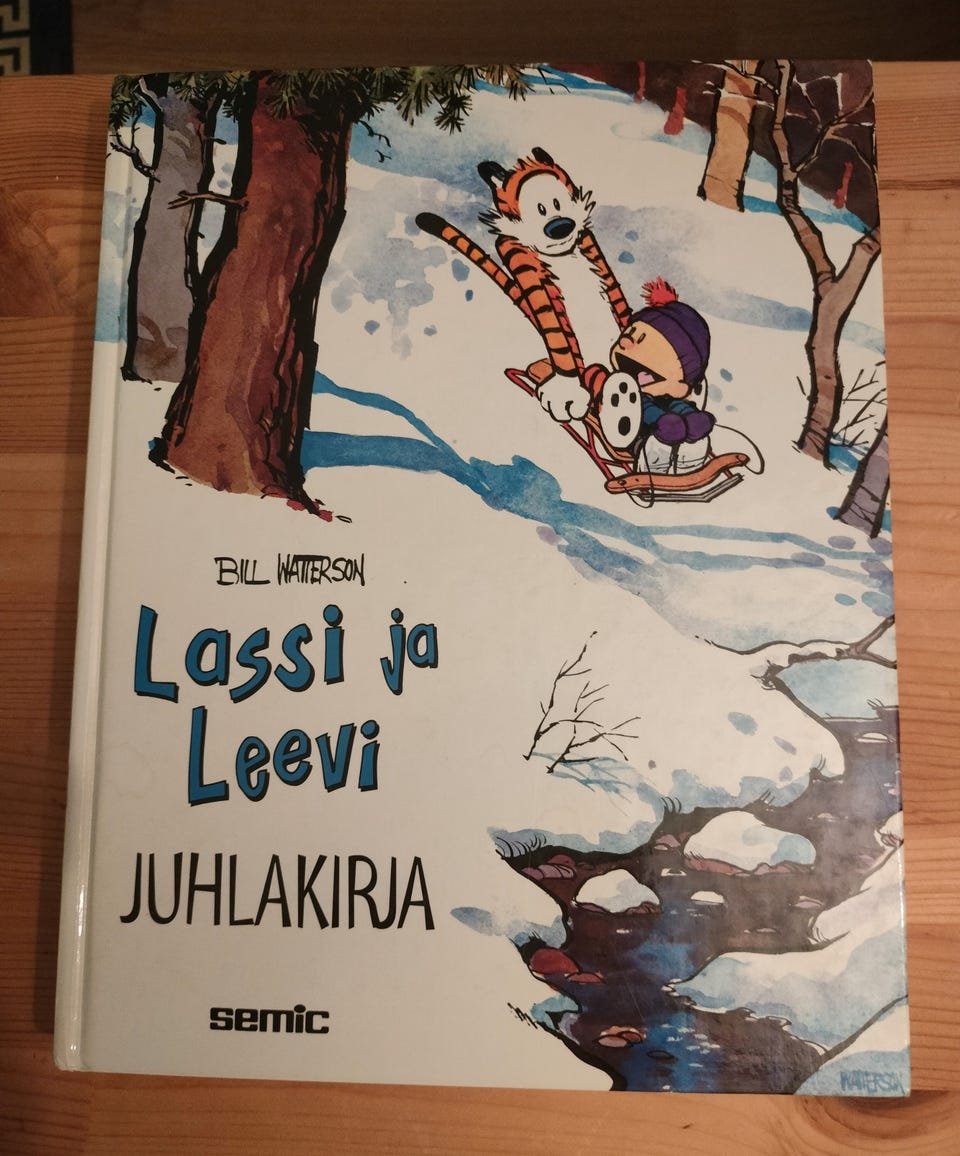 BILL WATTERSON
Lassi ja
Leevi
JUHLAKIRJA
semic
WATTERSON